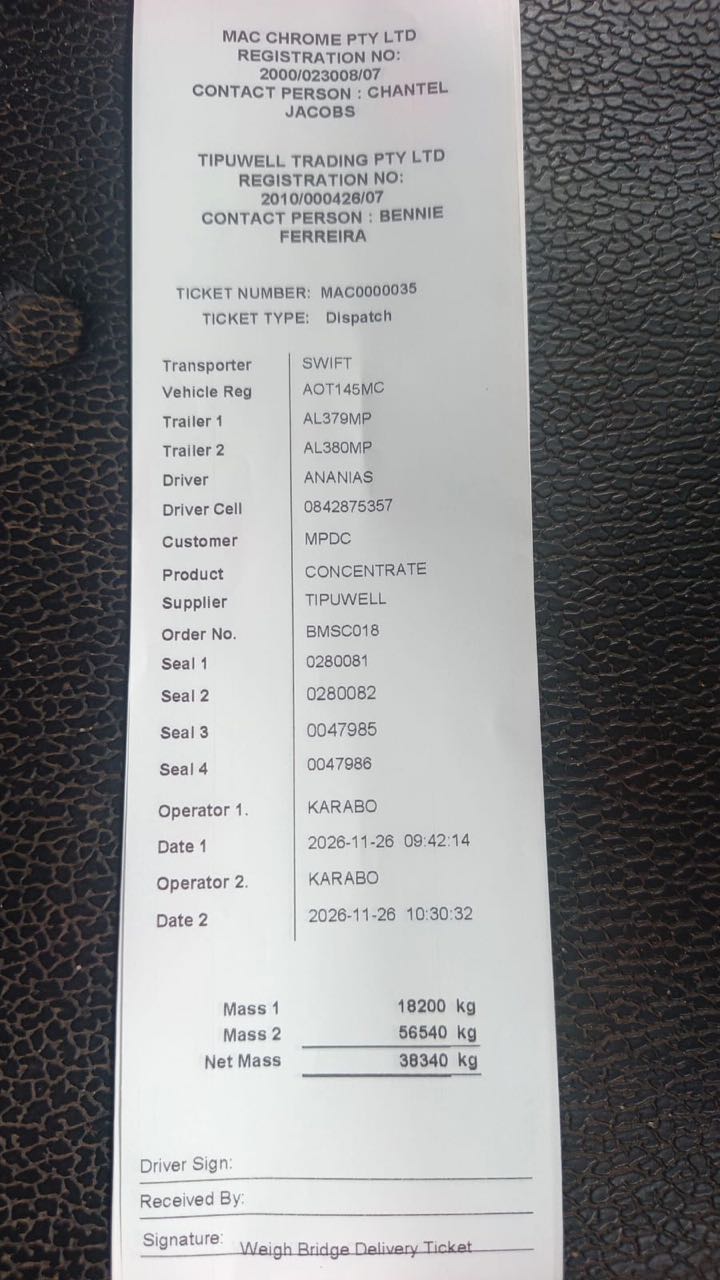 MAC CHROME PTY LTD
REGISTRATION NO:
2000/023008/07
CONTACT PERSON : CHANTEL
JACOBS
TIPUWELL TRADING PTY LTD
REGISTRATION NO:
2010/000426/07
CONTACT PERSON : BENNIE
FERREIRA
TICKET NUMBER: MAC0000035
TICKET TYPE: Dispatch
Transporter SWIFT
Vehicle Reg AOT145MC
Trailer 1 AL379MP
Trailer 2 AL380MP
Driver ANANIAS
Driver Cell 0842875357
Customer MPDC
Product CONCENTRATE
Supplier TIPUWELL
Order No. BMSC018
Seal 1 0280081
Seal 2 0280082
Seal 3 0047985
Seal 4 0047986
Operator 1. KARABO
Date 1 2026-11-26 09:42:14
Operator 2. KARABO
Date 2 2026-11-26 10:30:32
Mass 1 18200 kg
Mass 2 56540 kg
Net Mass 38340 kg
Driver Sign:
Received By:
Signature: Weigh Bridge Delivery Ticket